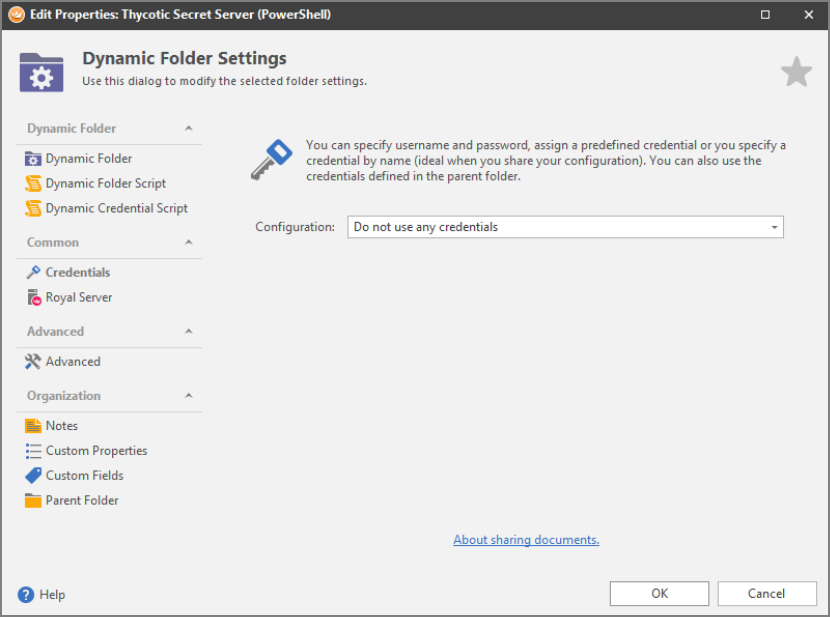 Edit Properties: Thycotic Secret Server (PowerShell)
Dynamic Folder Settings
Use this dialog to modify the selected folder settings.
Dynamic Folder
Dynamic Folder
Dynamic Folder Script
Dynamic Credential Script
Common
Credentials
Royal Server
Advanced
Advanced
Organization
Notes
Custom Properties
Custom Fields
Parent Folder
You can specify username and password, assign a predefined credential or you specify a
credential by name (ideal when you share your configuration). You can also use the
credentials defined in the parent folder.
Configuration: Do not use any credentials
About sharing documents.
Help
OK Cancel